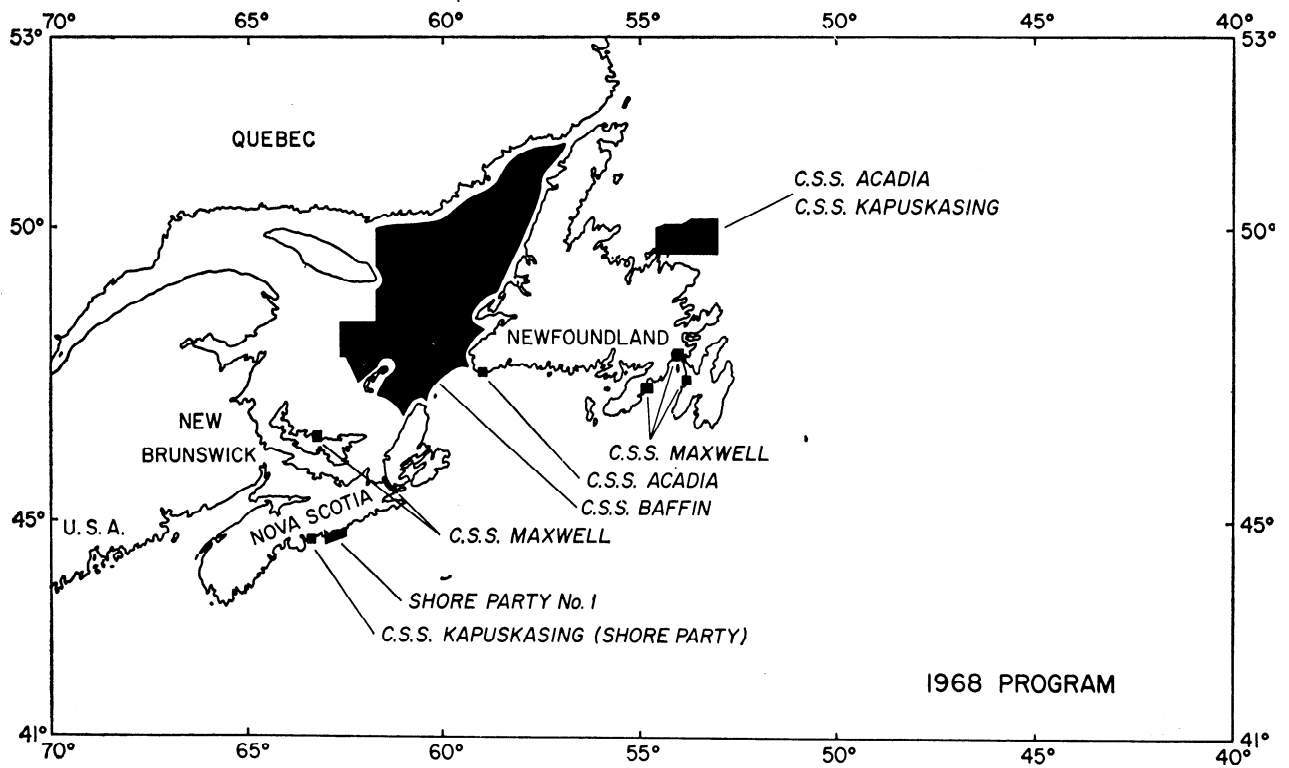 70° 65° 60° 55° 50° 45° 40°
53° 53°
QUEBEC
C.S.S. ACADIA
C.S.S. KAPUSKASING
50° 50°
NEWFOUNDLAND
NEW
BRUNSWICK
C.S.S. MAXWELL
C.S.S. ACADIA
C.S.S. BAFFIN
NOVA SCOTIA
45° 45°
U.S.A.
C.S.S. MAXWELL
SHORE PARTY No. 1
C.S.S. KAPUSKASING (SHORE PARTY)
1968 PROGRAM
41° 41°
70° 65° 60° 55° 50° 45° 40°